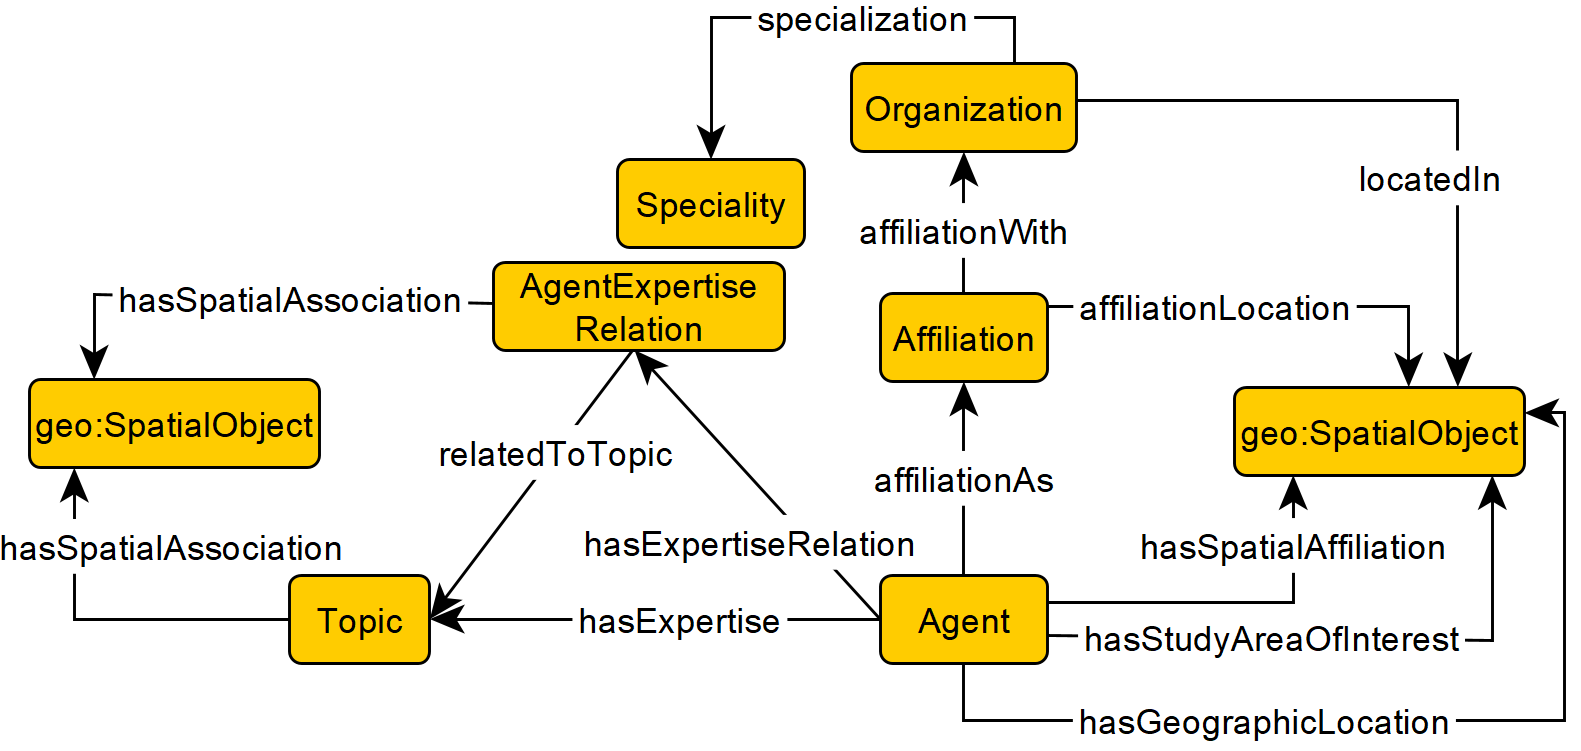 specialization
Organization
locatedIn
Speciality
affiliationWith
AgentExpertise
Relation
hasSpatialAssociation
affiliationLocation
Affiliation
geo:SpatialObject
geo:SpatialObject
relatedToTopic
affiliationAs
hasSpatialAssociation
hasExpertiseRelation
hasSpatialAffiliation
Topic
hasExpertise
Agent
hasStudyAreaOfInterest
hasGeographicLocation